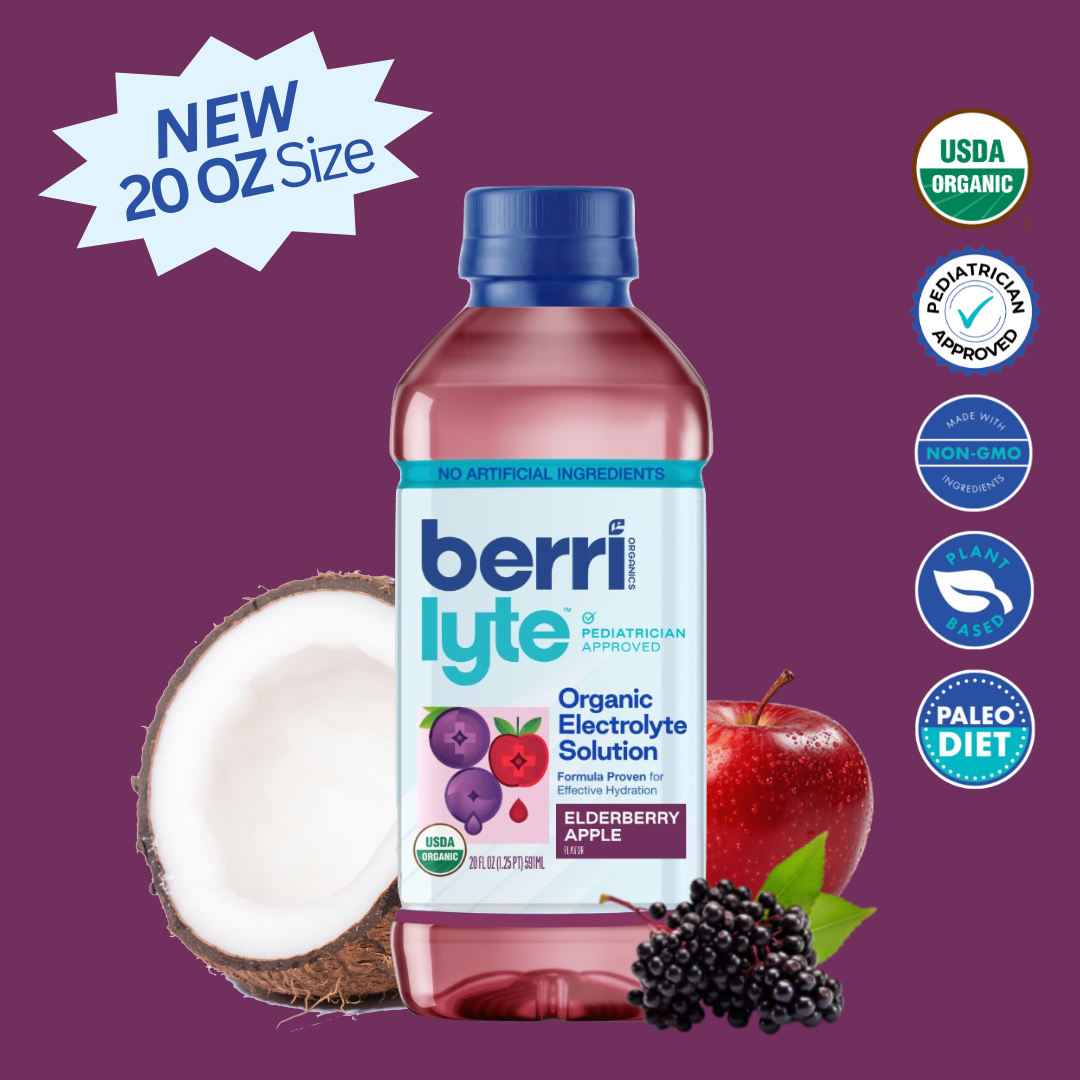 NEW
20 OZ Size
USDA
ORGANIC
PEDIATRICIAN
APPROVED
MADE WITH
NON-GMO
INGREDIENTS
PLANT
BASED
PALEO
DIET
NO ARTIFICIAL INGREDIENTS
berri
ORGANICS
lyte™
PEDIATRICIAN
APPROVED
Organic
Electrolyte
Solution
Formula Proven for
Effective Hydration
ELDERBERRY
APPLE
FLAVOR
USDA
ORGANIC
20 FL OZ (1.25 PT) 591ML